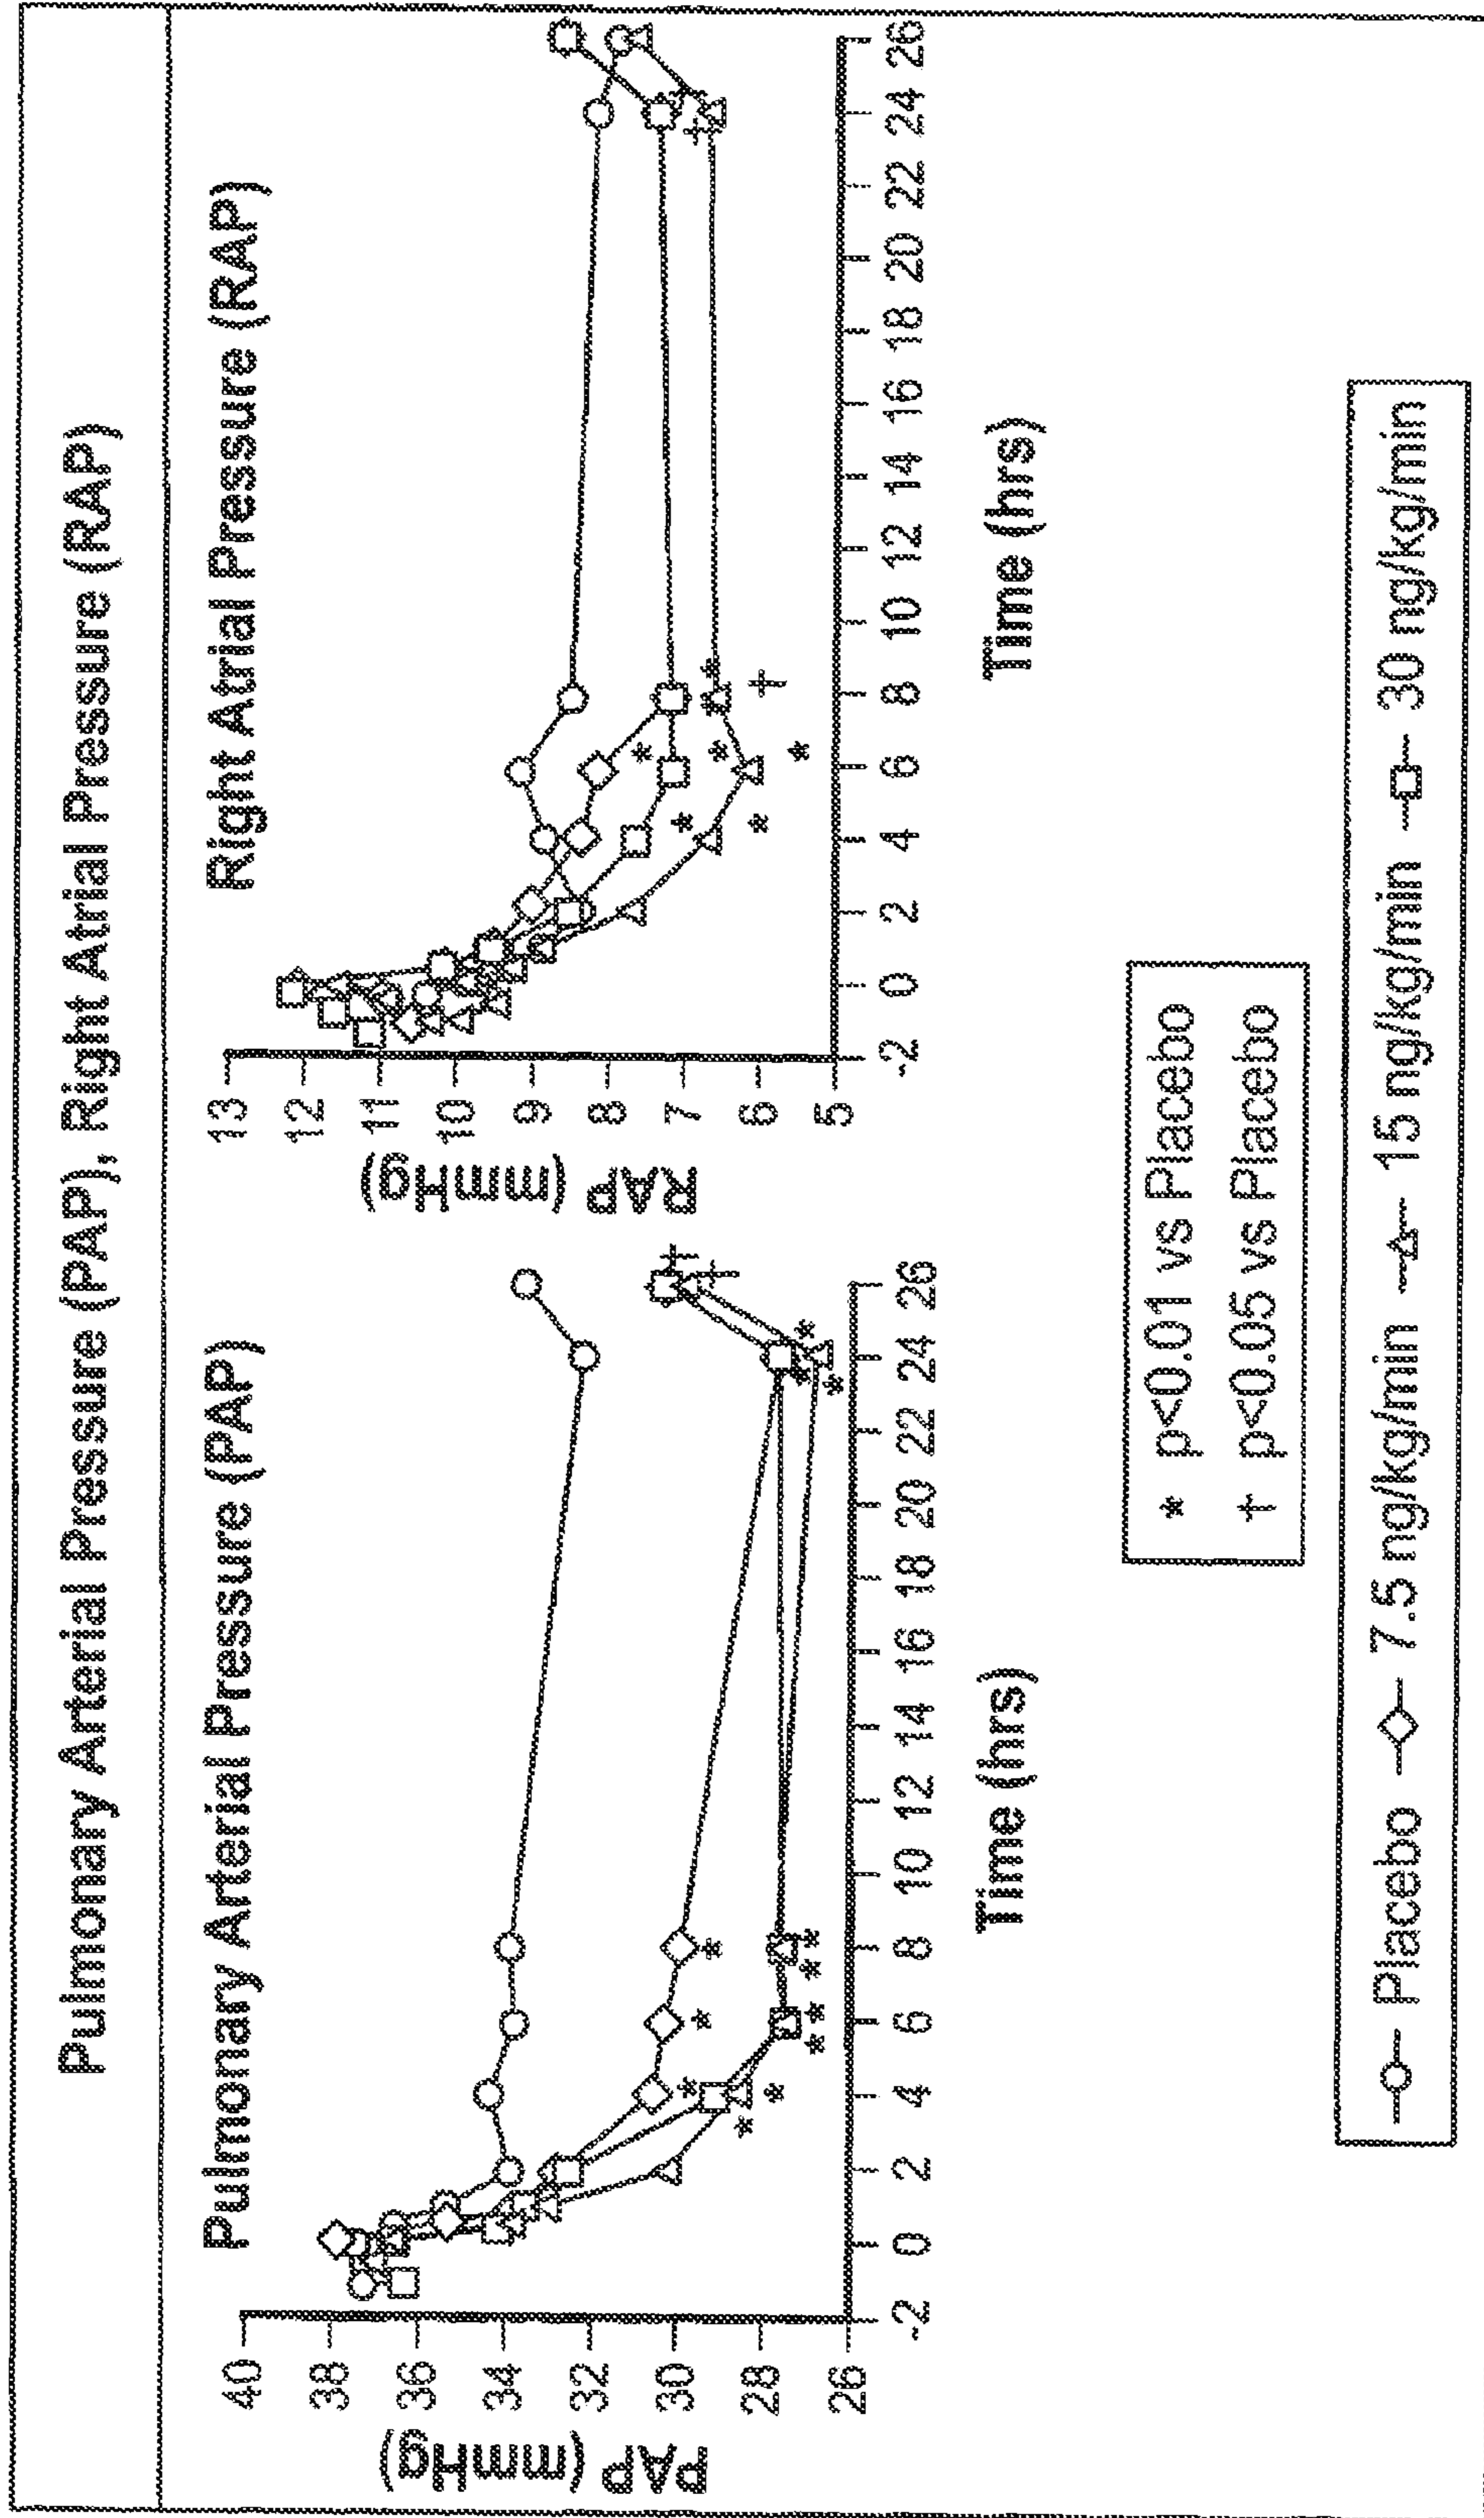 Pulmonary Arterial Pressure (PAP), Right Atrial Pressure (RAP)
Pulmonary Arterial Pressure (PAP)
PAP (mmHg)
40
38
36
34
32
30
28
26
-2 0 2 4 6 8 10 12 14 16 18 20 22 24 26
Time (hrs)
Right Atrial Pressure (RAP)
RAP (mmHg)
13
12
11
10
9
8
7
6
5
-2 0 2 4 6 8 10 12 14 16 18 20 22 24 26
Time (hrs)
* p<0.01 vs Placebo
† p<0.05 vs Placebo
Placebo 7.5 ng/kg/min 15 ng/kg/min 30 ng/kg/min